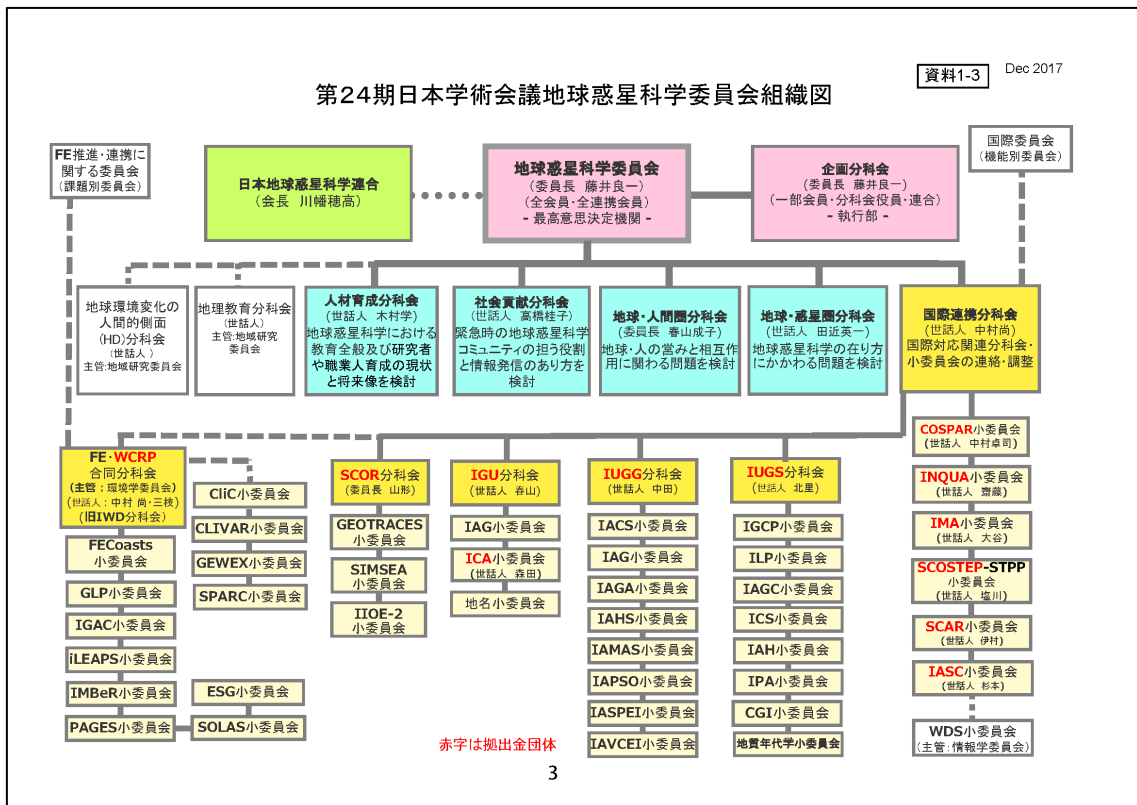 資料1-3
Dec 2017
第24期日本学術会議地球惑星科学委員会組織図
FE推進・連携に
関する委員会
(課題別委員会)
日本地球惑星科学連合
(会長 川幡穂高)
地球惑星科学委員会
(委員長 藤井良一)
(全会員・全連携会員)
- 最高意思決定機関 -
企画分科会
(委員長 藤井良一)
(一部会員・分科会役員・連合)
- 執行部 -
国際委員会
(機能別委員会)
地球環境変化の
人間的側面
(HD)分科会
(世話人 )
主管:地域研究委員会
地理教育分科会
(世話人)
主管:地域研究
委員会
人材育成分科会
(世話人 木村学)
地球惑星科学における
教育全般及び研究者
や職業人育成の現状
と将来像を検討
社会貢献分科会
(世話人 高橋桂子)
緊急時の地球惑星科学
コミュニティの担う役割
と情報発信のあり方を
検討
地球・人間圏分科会
(委員長 春山成子)
地球・人の営みと相互作
用に関わる問題を検討
地球・惑星圏分科会
(世話人 田近英一)
地球惑星科学の在り方
にかかわる問題を検討
国際連携分科会
(世話人 中村尚)
国際対応関連分科会・
小委員会の連絡・調整
FE・WCRP
合同分科会
(主管：環境学委員会)
(世話人：中村 尚・三枝)
(旧IWD分科会)
FECoasts
小委員会
GLP小委員会
IGAC小委員会
iLEAPS小委員会
IMBeR小委員会
PAGES小委員会
CliC小委員会
CLIVAR小委員会
GEWEX小委員会
SPARC小委員会
ESG小委員会
SOLAS小委員会
SCOR分科会
(委員長 山形)
GEOTRACES
小委員会
SIMSEA
小委員会
IIOE-2
小委員会
IGU分科会
(世話人 春山)
IAG小委員会
ICA小委員会
(世話人 森田)
地名小委員会
IUGG分科会
(世話人 中田)
IACS小委員会
IAG小委員会
IAGA小委員会
IAHS小委員会
IAMAS小委員会
IAPSO小委員会
IASPEI小委員会
IAVCEI小委員会
IUGS分科会
(世話人 北里)
IGCP小委員会
ILP小委員会
IAGC小委員会
ICS小委員会
IAH小委員会
IPA小委員会
CGI小委員会
地質年代学小委員会
COSPAR小委員会
(世話人 中村卓司)
INQUA小委員会
(世話人 齋藤)
IMA小委員会
(世話人 大谷)
SCOSTEP-STPP
小委員会
(世話人 塩川)
SCAR小委員会
(世話人 伊村)
IASC小委員会
(世話人 杉本)
WDS小委員会
(主管:情報学委員会)
赤字は拠出金団体
3